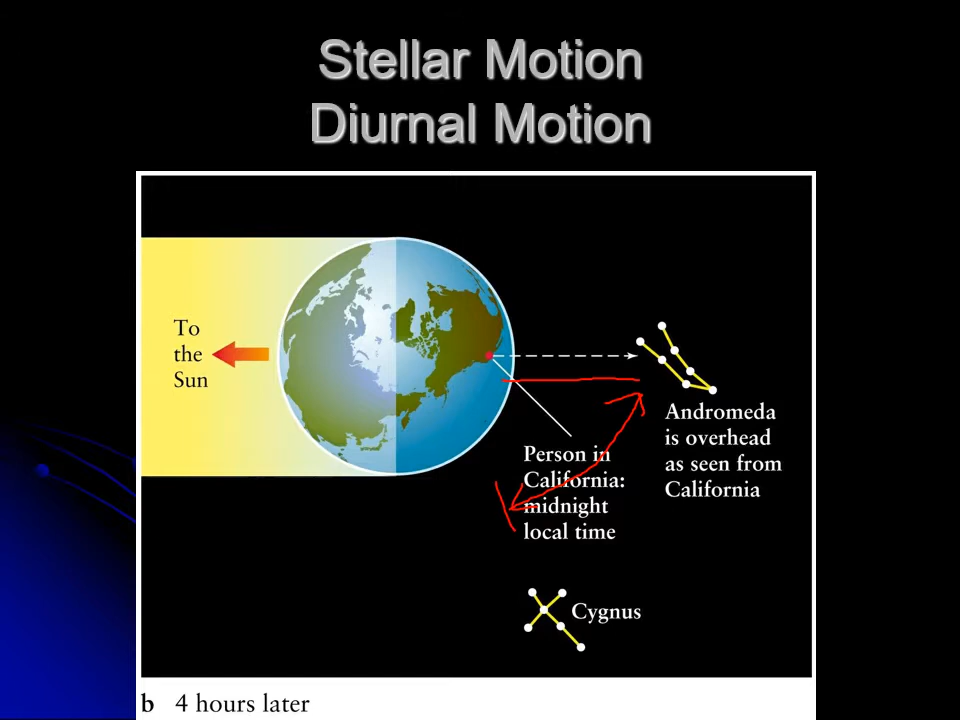 Stellar Motion
Diurnal Motion
To
the
Sun
Andromeda
is overhead
as seen from
California
Person in
California:
midnight
local time
Cygnus
b 4 hours later